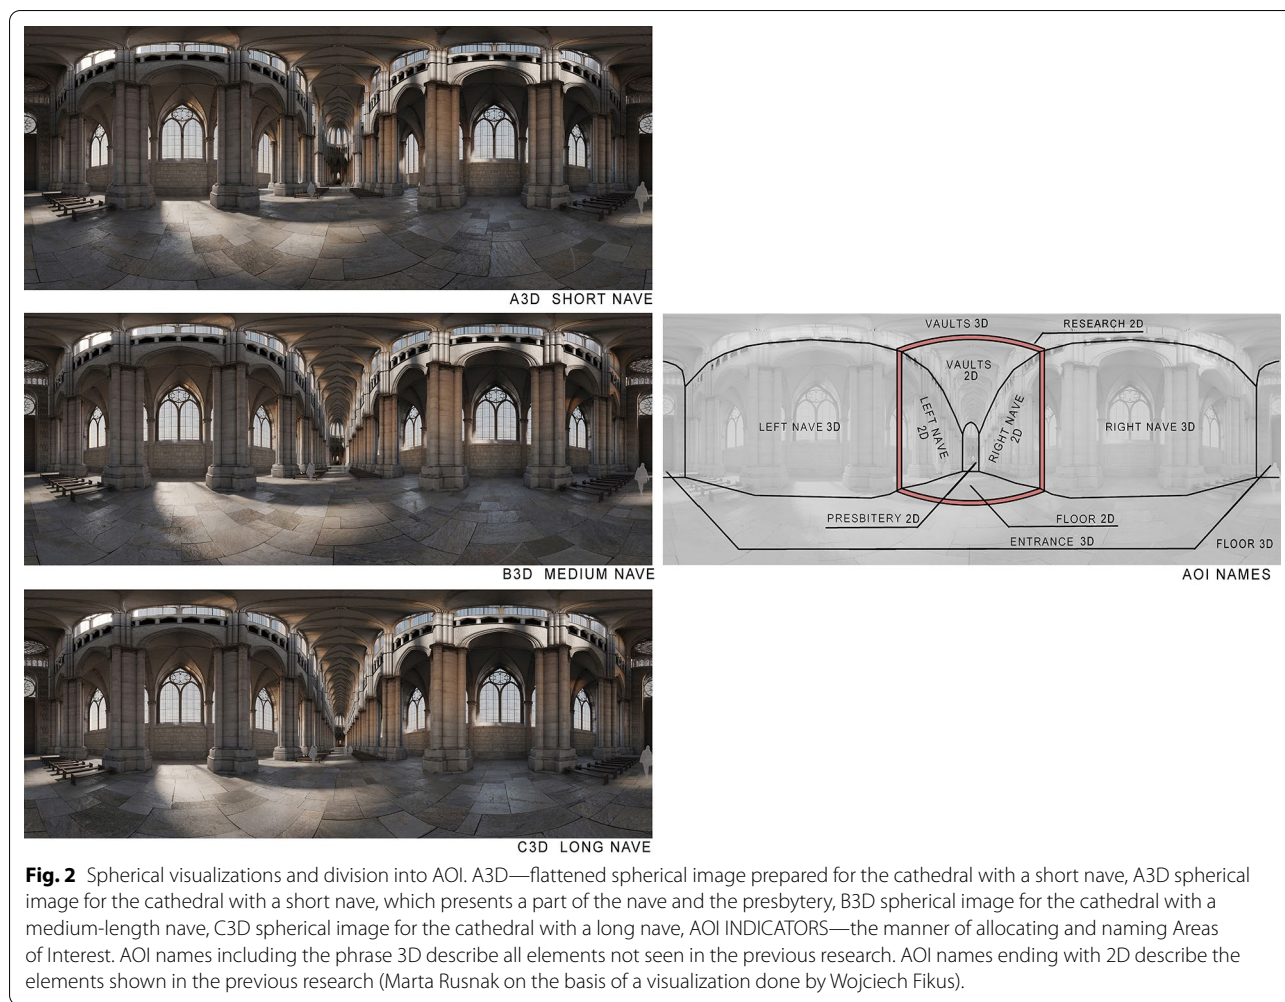 A3D SHORT NAVE
B3D MEDIUM NAVE
C3D LONG NAVE
VAULTS 3D
RESEARCH 2D
VAULTS
2D
LEFT NAVE
2D
RIGHT NAVE
2D
LEFT NAVE 3D
RIGHT NAVE 3D
PRESBITERY 2D
FLOOR 2D
ENTRANCE 3D
FLOOR 3D
AOI NAMES
Fig. 2 Spherical visualizations and division into AOI. A3D—flattened spherical image prepared for the cathedral with a short nave, A3D spherical
image for the cathedral with a short nave, which presents a part of the nave and the presbytery, B3D spherical image for the cathedral with a
medium-length nave, C3D spherical image for the cathedral with a long nave, AOI INDICATORS—the manner of allocating and naming Areas
of Interest. AOI names including the phrase 3D describe all elements not seen in the previous research. AOI names ending with 2D describe the
elements shown in the previous research (Marta Rusnak on the basis of a visualization done by Wojciech Fikus).